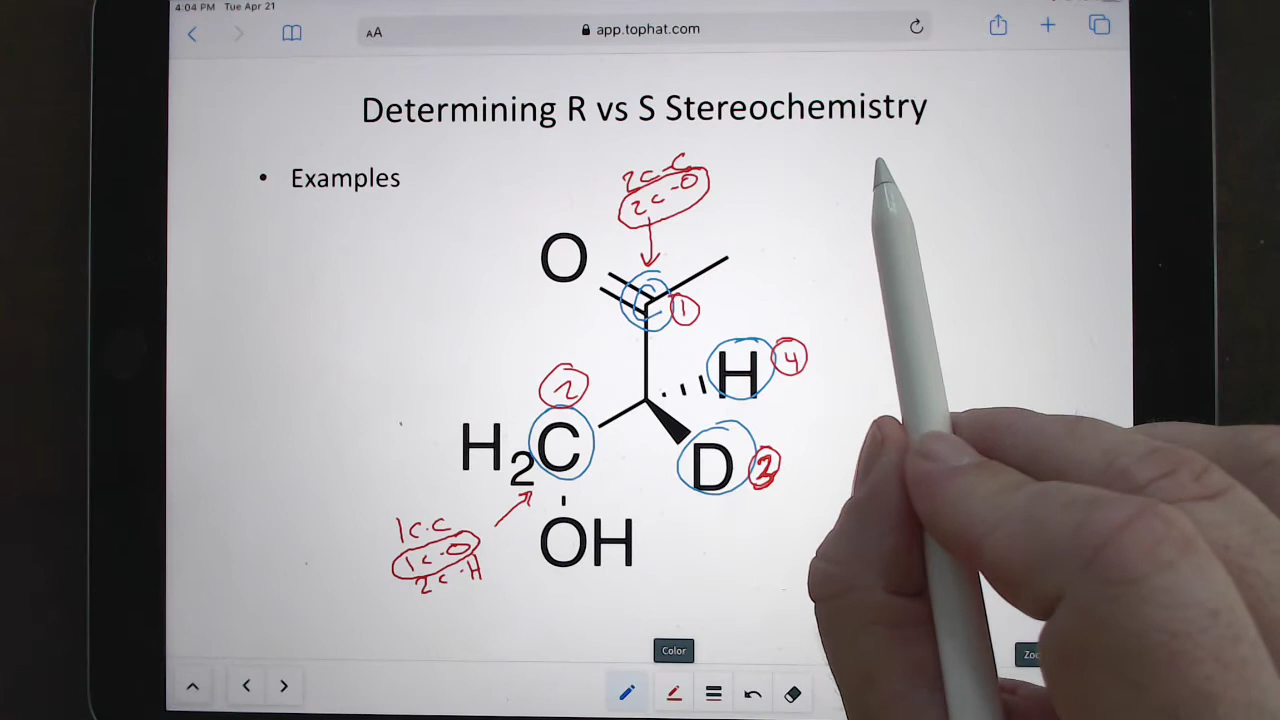 4:04 PM Tue Apr 21
AA
app.tophat.com
Determining R vs S Stereochemistry
• Examples
2C-C
2C-O
O
1
H
4
2
H2C
D
3
1C-C
1C-O
2C-H
OH
Color